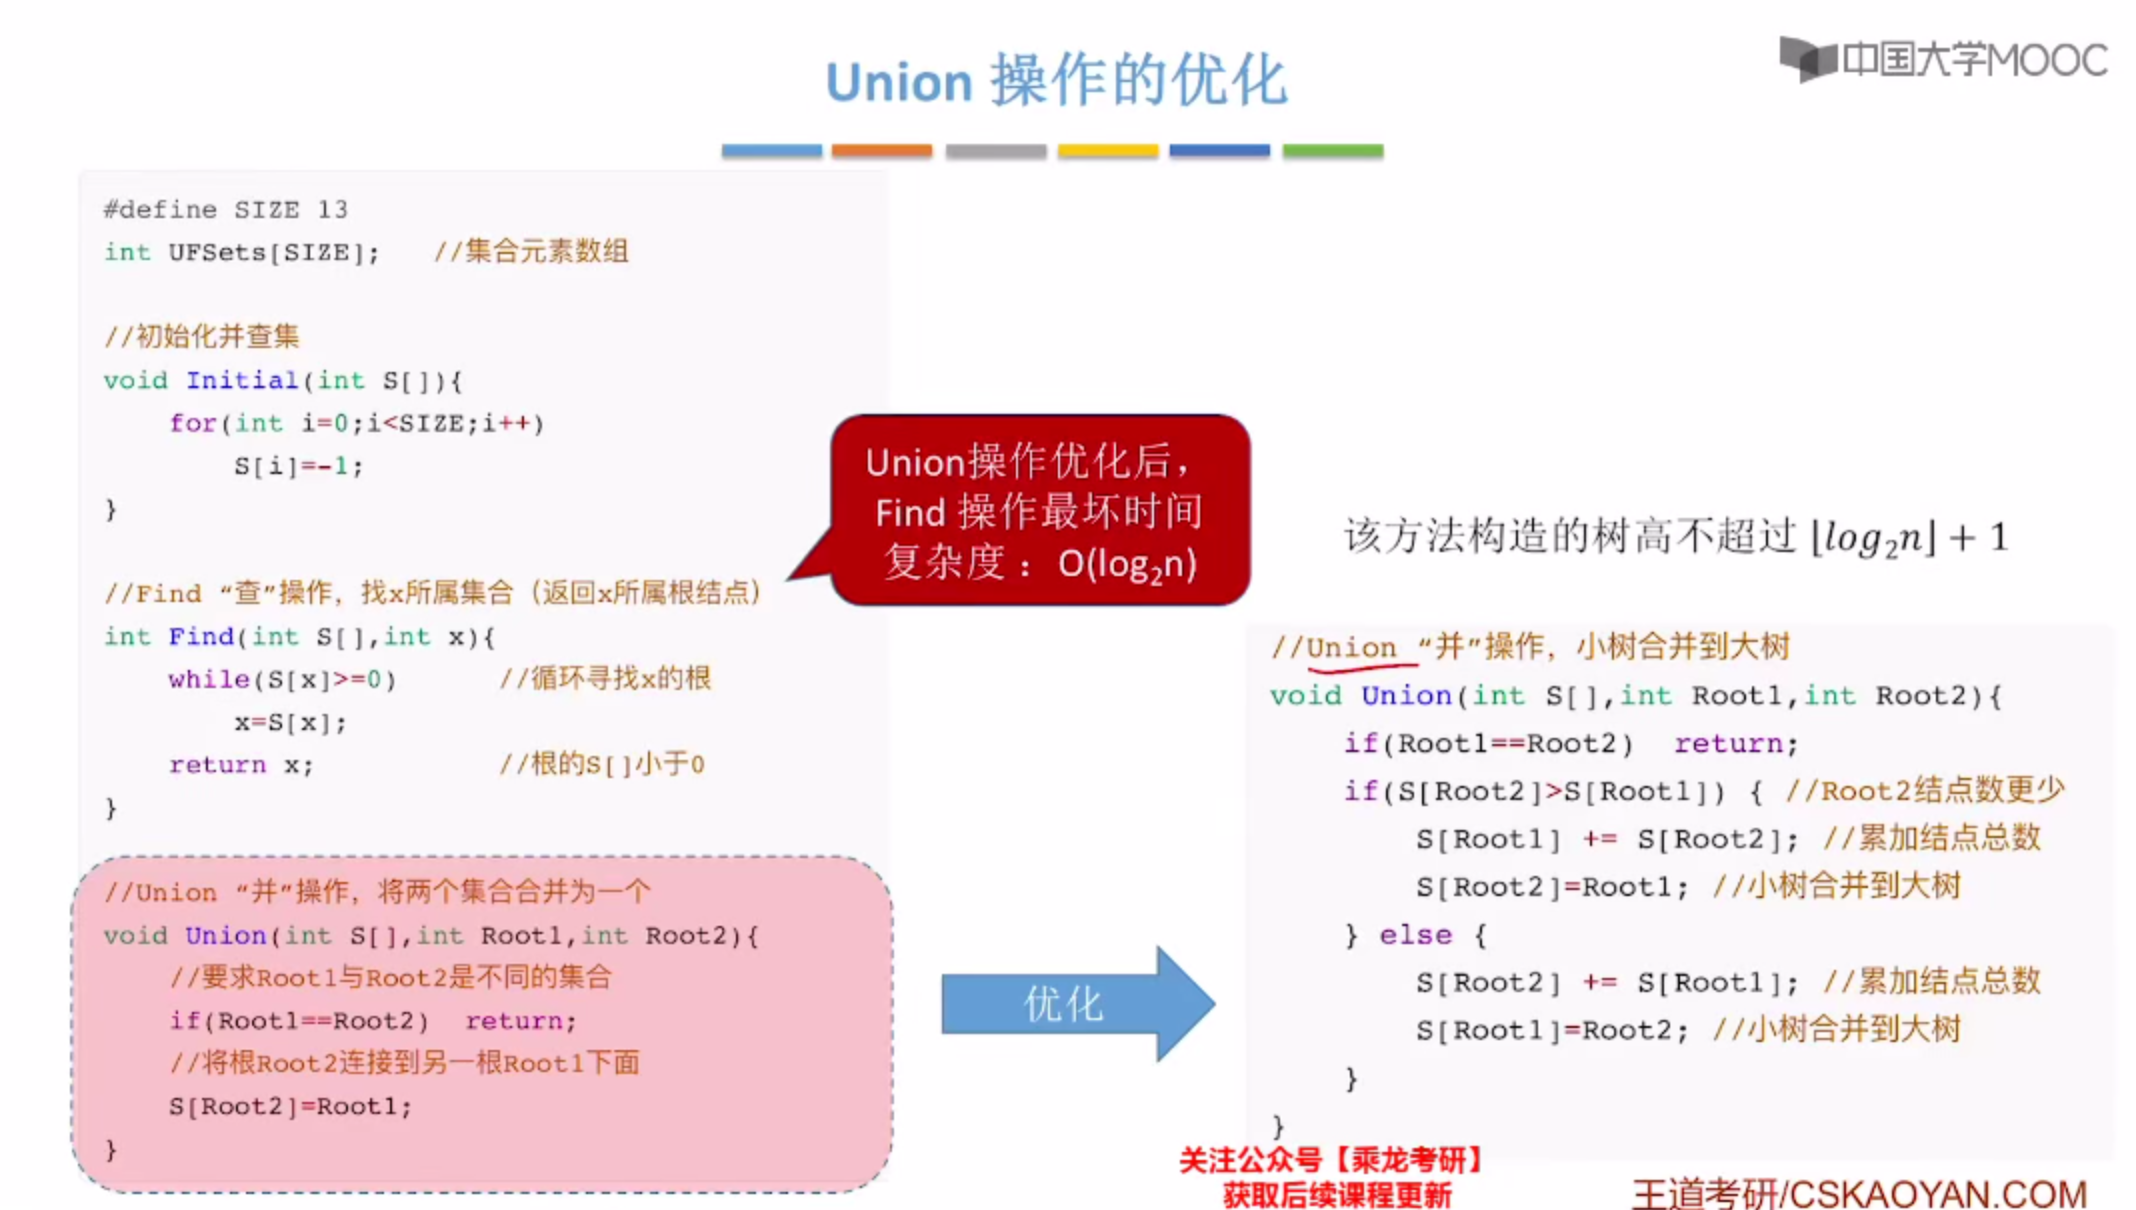 Union 操作的优化
中国大学MOOC
#define SIZE 13
int UFSets[SIZE];   //集合元素数组
//初始化并查集
void Initial(int S[]){
    for(int i=0;i<SIZE;i++)
        S[i]=-1;
}
//Find “查”操作，找x所属集合（返回x所属根结点）
int Find(int S[],int x){
    while(S[x]>=0)      //循环寻找x的根
        x=S[x];
    return x;           //根的S[]小于0
}
//Union “并”操作，将两个集合合并为一个
void Union(int S[],int Root1,int Root2){
    //要求Root1与Root2是不同的集合
    if(Root1==Root2)  return;
    //将根Root2连接到另一根Root1下面
    S[Root2]=Root1;
}
Union操作优化后，
Find 操作最坏时间
复杂度： O(log₂n)
优化
该方法构造的树高不超过 ⌊log₂n⌋ + 1
//Union “并”操作，小树合并到大树
void Union(int S[],int Root1,int Root2){
    if(Root1==Root2)  return;
    if(S[Root2]>S[Root1]) { //Root2结点数更少
        S[Root1] += S[Root2]; //累加结点总数
        S[Root2]=Root1; //小树合并到大树
    } else {
        S[Root2] += S[Root1]; //累加结点总数
        S[Root1]=Root2; //小树合并到大树
    }
}
关注公众号【乘龙考研】
获取后续课程更新
王道考研/CSKAOYAN.COM